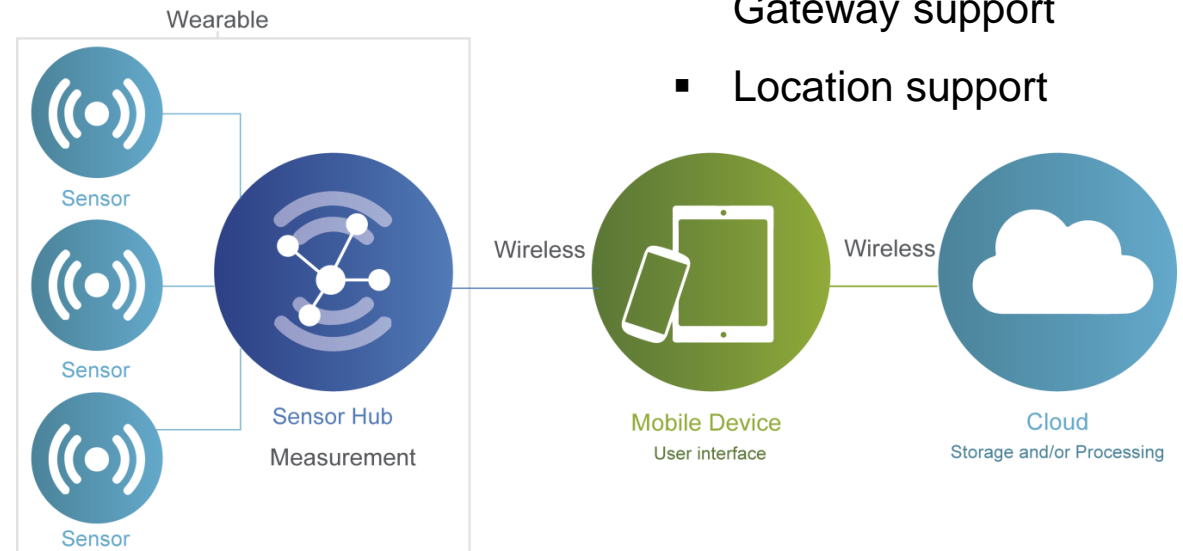 Gateway support
▪ Location support
Wearable
Sensor
Sensor
Sensor
Sensor Hub
Measurement
Wireless
Mobile Device
User interface
Wireless
Cloud
Storage and/or Processing